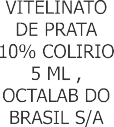 VITELINATO
DE PRATA
10% COLIRIO
5 ML ,
OCTALAB DO
BRASIL S/A